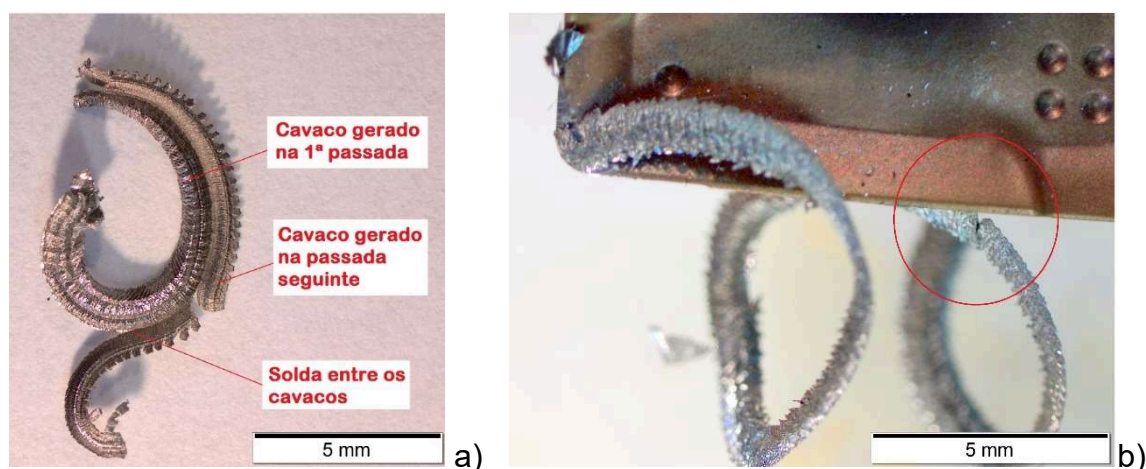 Cavaco gerado
na 1ª passada
Cavaco gerado
na passada
seguinte
Solda entre os
cavacos
5 mm
a)
5 mm
b)